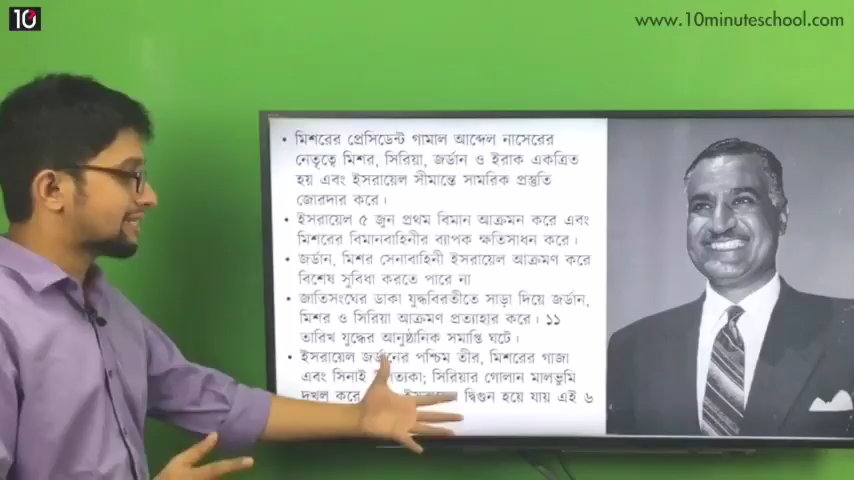 10
www.10minuteschool.com
• মিশরের প্রেসিডেন্ট গামাল আব্দেল নাসেরের
নেতৃত্বে মিশর, সিরিয়া, জর্ডান ও ইরাক একত্রিত
হয় এবং ইসরায়েল সীমান্তে সামরিক প্রস্তুতি
জোরদার করে।
• ইসরায়েল ৫ জুন প্রথম বিমান আক্রমন করে এবং
মিশরের বিমানবাহিনীর ব্যাপক ক্ষতিসাধন করে।
• জর্ডান, মিশর সেনাবাহিনী ইসরায়েল আক্রমণ করে
বিশেষ সুবিধা করতে পারে না
• জাতিসংঘের ডাকা যুদ্ধবিরতীতে সাড়া দিয়ে জর্ডান,
মিশর ও সিরিয়া আক্রমণ প্রত্যাহার করে। ১১
তারিখ যুদ্ধের আনুষ্ঠানিক সমাপ্তি ঘটে।
• ইসরায়েল জর্ডানের পশ্চিম তীর, মিশরের গাজা
এবং সিনাই সিরিয়ার গোলান মালভূমি
দখল করে দ্বিগুন হয়ে যায় এই ৬